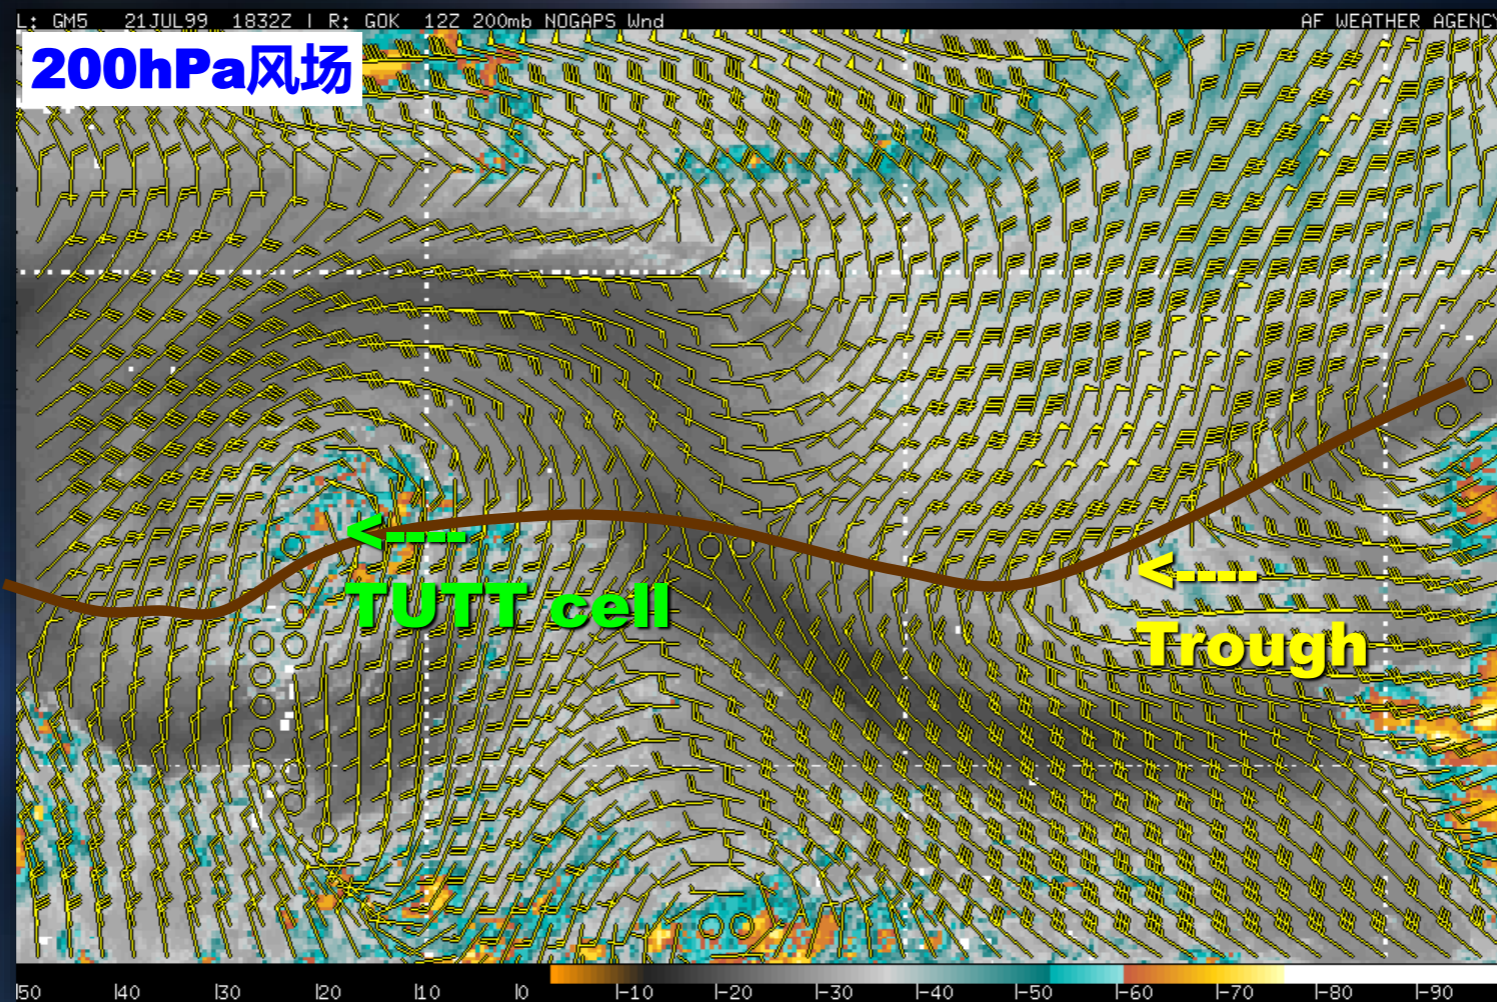 L: GM5 21JUL99 1832Z | R: GOK 12Z 200mb NOGAPS Wnd AF WEATHER AGENCY
200hPa风场
<----
TUTT cell
<----
Trough
50 40 30 20 10 0 -10 -20 -30 -40 -50 -60 -70 -80 -90